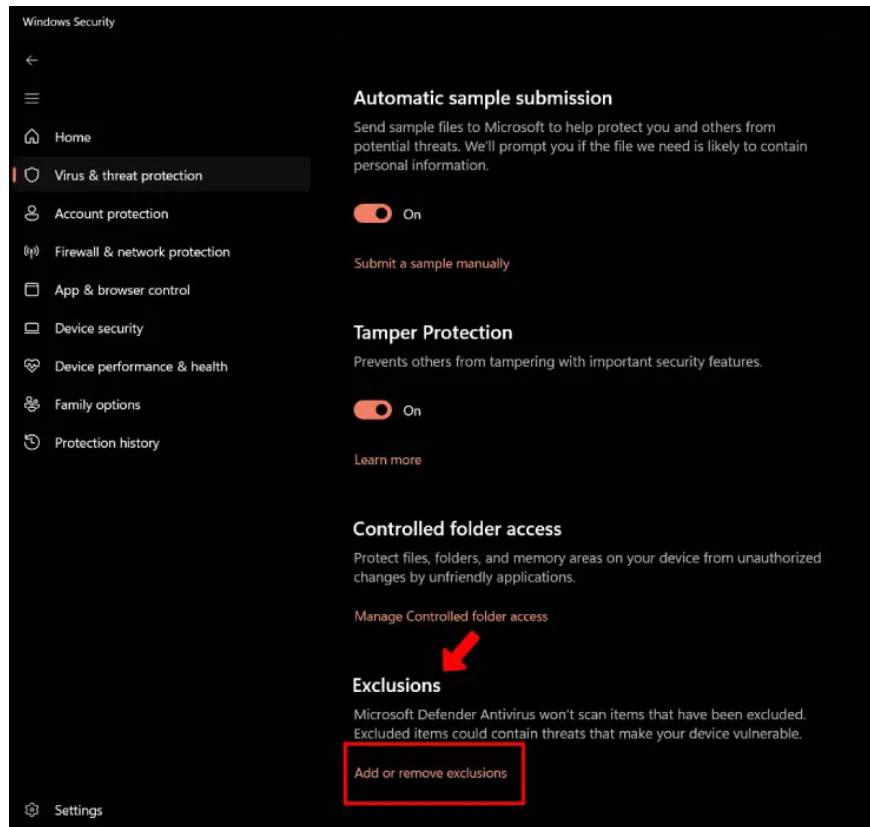 Windows Security
Home
Virus & threat protection
Account protection
Firewall & network protection
App & browser control
Device security
Device performance & health
Family options
Protection history
Settings
Automatic sample submission
Send sample files to Microsoft to help protect you and others from
potential threats. We'll prompt you if the file we need is likely to contain
personal information.
On
Submit a sample manually
Tamper Protection
Prevents others from tampering with important security features.
On
Learn more
Controlled folder access
Protect files, folders, and memory areas on your device from unauthorized
changes by unfriendly applications.
Manage Controlled folder access
Exclusions
Microsoft Defender Antivirus won't scan items that have been excluded.
Excluded items could contain threats that make your device vulnerable.
Add or remove exclusions